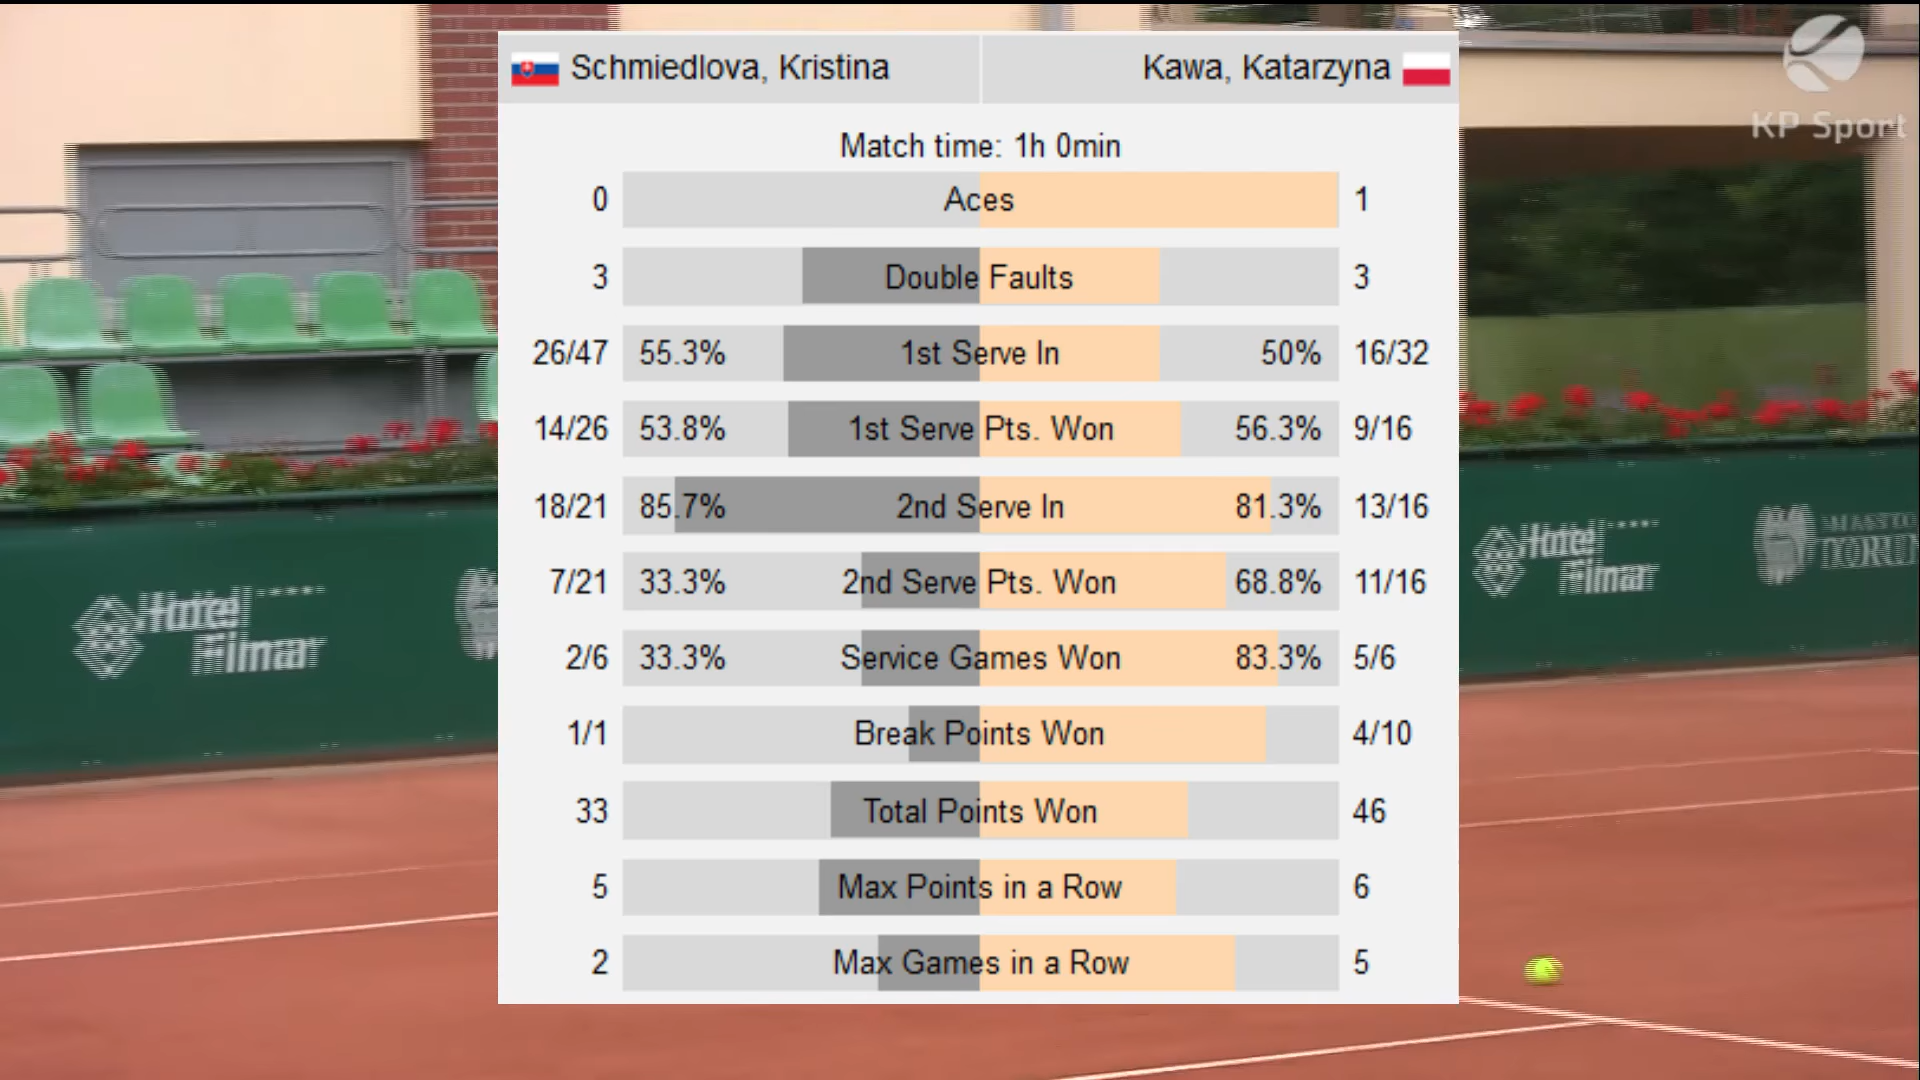 KP Sport
Schmiedlova, Kristina
Kawa, Katarzyna
Match time: 1h 0min
0 Aces 1
3 Double Faults 3
26/47 55.3% 1st Serve In 50% 16/32
14/26 53.8% 1st Serve Pts. Won 56.3% 9/16
18/21 85.7% 2nd Serve In 81.3% 13/16
7/21 33.3% 2nd Serve Pts. Won 68.8% 11/16
2/6 33.3% Service Games Won 83.3% 5/6
1/1 Break Points Won 4/10
33 Total Points Won 46
5 Max Points in a Row 6
2 Max Games in a Row 5
Hotel
Filmar
Hotel
Filmar
MIASTO
TORUŃ